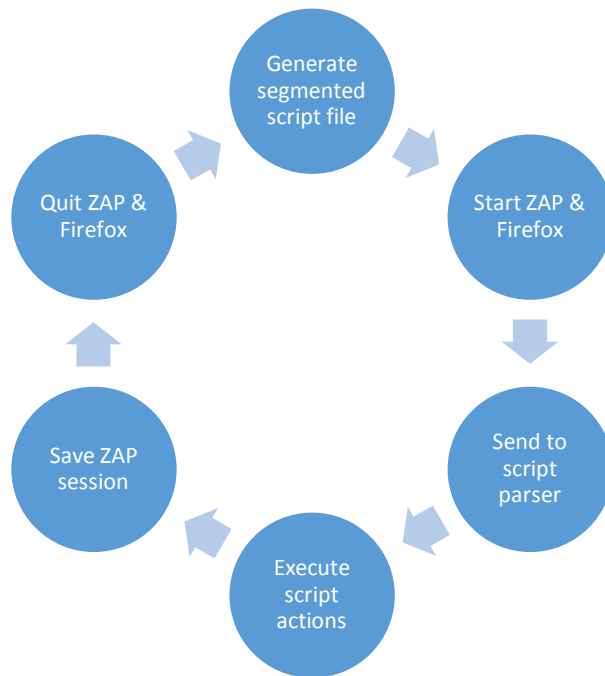 Generate
segmented
script file
Start ZAP &
Firefox
Send to
script
parser
Execute
script
actions
Save ZAP
session
Quit ZAP &
Firefox